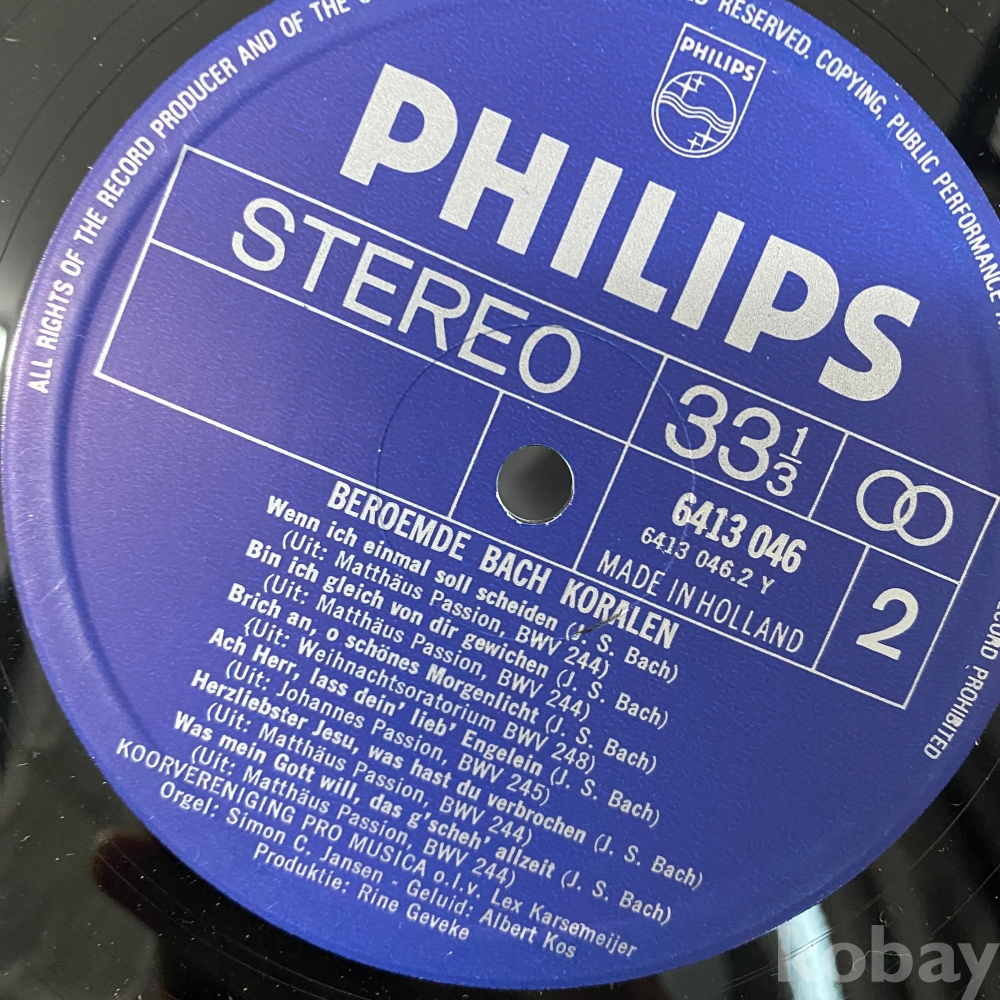 ALL RIGHTS OF THE RECORD PRODUCER AND OF THE
RESERVED. COPYING, PUBLIC PERFORMANCE
RECORD PROHIBITED
PHILIPS
PHILIPS
STEREO
33 1/3
6413 046
6413 046.2 Y
MADE IN HOLLAND
2
BEROEMDE BACH KORALEN
Wenn ich einmal soll scheiden (J. S. Bach)
(Uit: Matthäus Passion, BWV 244)
Bin ich gleich von dir gewichen (J. S. Bach)
(Uit: Matthäus Passion, BWV 244)
Brich an, o schönes Morgenlicht (J. S. Bach)
(Uit: Weihnachtsoratorium BWV 248)
Ach Herr, lass dein' lieb' Engelein (J. S. Bach)
(Uit: Johannes Passion, BWV 245)
Herzliebster Jesu, was hast du verbrochen (J. S. Bach)
(Uit: Matthäus Passion, BWV 244)
Was mein Gott will, das g'scheh' allzeit (J. S. Bach)
(Uit: Matthäus Passion, BWV 244)
KOORVERENIGING PRO MUSICA o.l.v. Lex Karsemeijer
Orgel: Simon C. Jansen - Geluid: Albert Kos
Produktie: Rine Geveke
kobay